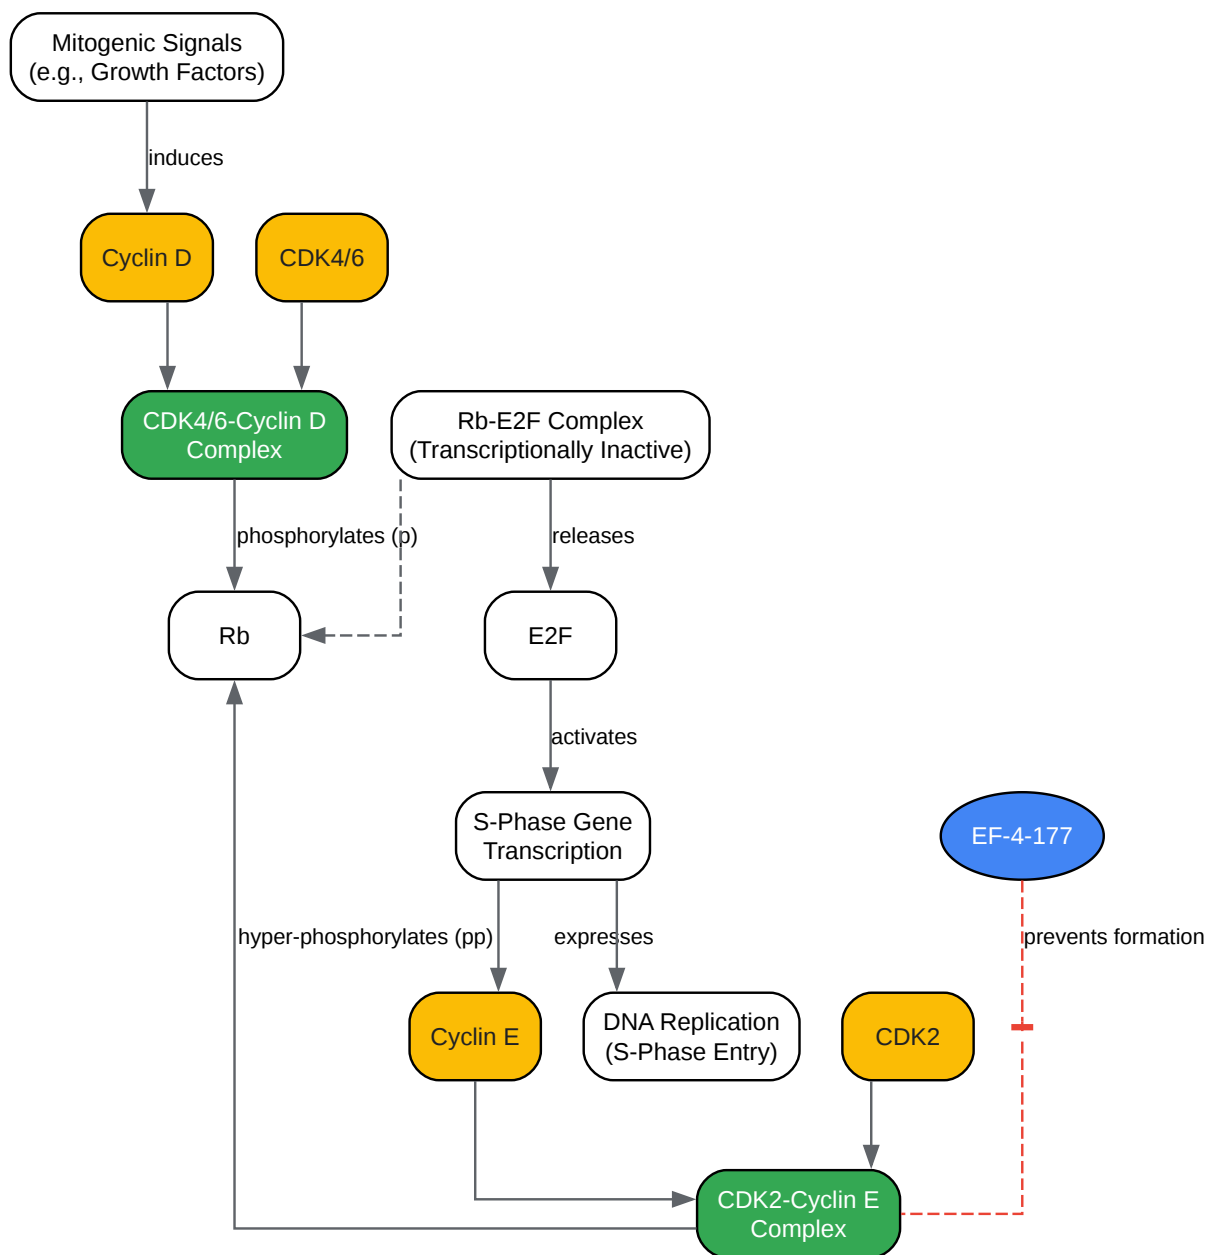 Mitogenic Signals
(e.g., Growth Factors)
induces
Cyclin D
CDK4/6
CDK4/6-Cyclin D
Complex
Rb-E2F Complex
(Transcriptionally Inactive)
phosphorylates (p)
releases
Rb
E2F
activates
S-Phase Gene
Transcription
EF-4-177
hyper-phosphorylates (pp)
expresses
prevents formation
Cyclin E
DNA Replication
(S-Phase Entry)
CDK2
CDK2-Cyclin E
Complex